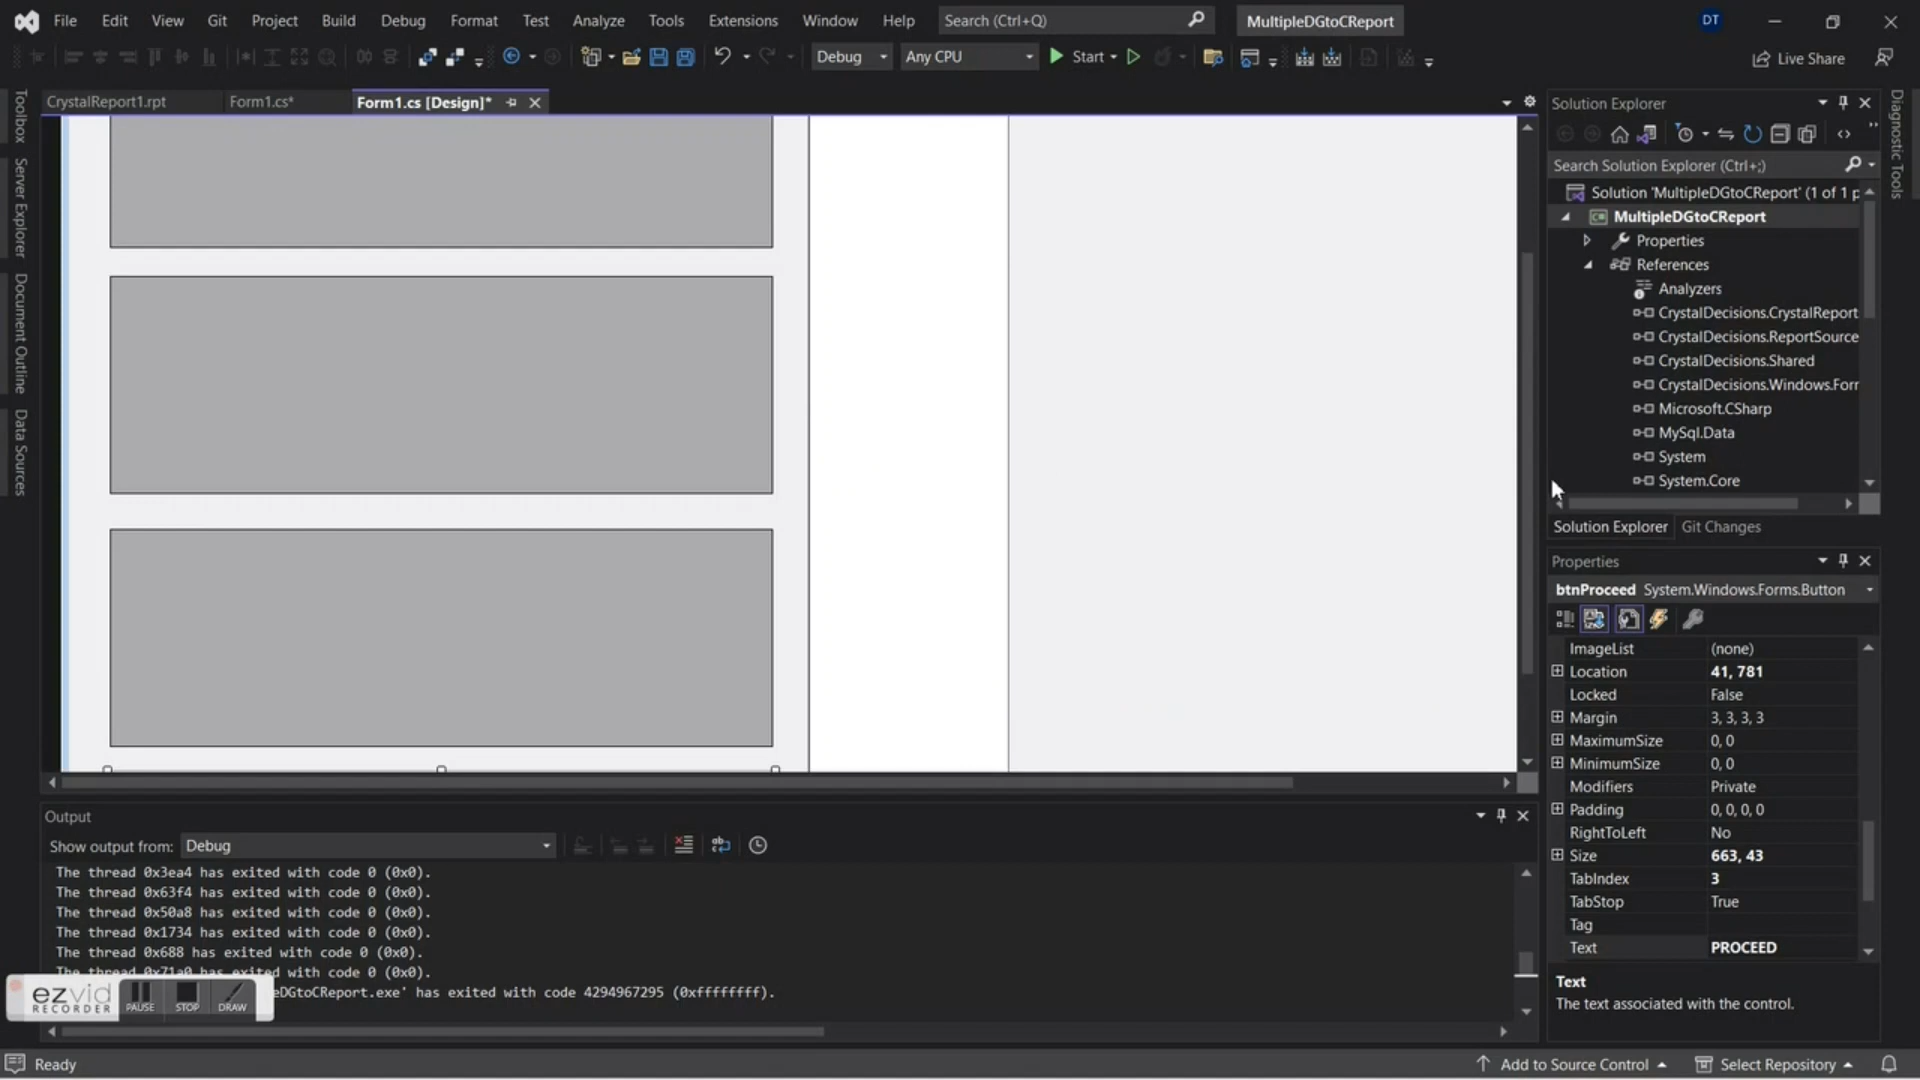 File Edit View Git Project Build Debug Format Test Analyze Tools Extensions Window Help Search (Ctrl+Q) MultipleDGtoCReport DT
Debug Any CPU Start Live Share
CrystalReport1.rpt Form1.cs* Form1.cs [Design]*
Toolbox
Server Explorer
Document Outline
Data Sources
Solution Explorer
Search Solution Explorer (Ctrl+;)
Solution 'MultipleDGtoCReport' (1 of 1 p
MultipleDGtoCReport
Properties
References
Analyzers
CrystalDecisions.CrystalReport
CrystalDecisions.ReportSource
CrystalDecisions.Shared
CrystalDecisions.Windows.For
Microsoft.CSharp
MySql.Data
System
System.Core
Solution Explorer Git Changes
Diagnostic Tools
Properties
btnProceed System.Windows.Forms.Button
ImageList (none)
Location 41, 781
Locked False
Margin 3, 3, 3, 3
MaximumSize 0, 0
MinimumSize 0, 0
Modifiers Private
Padding 0, 0, 0, 0
RightToLeft No
Size 663, 43
TabIndex 3
TabStop True
Tag
Text PROCEED
Text
The text associated with the control.
Output
Show output from: Debug
The thread 0x3ea4 has exited with code 0 (0x0).
The thread 0x63f4 has exited with code 0 (0x0).
The thread 0x50a8 has exited with code 0 (0x0).
The thread 0x1734 has exited with code 0 (0x0).
The thread 0x688 has exited with code 0 (0x0).
The thread 0x71a0 has exited with code 0 (0x0).
eDGtoCReport.exe' has exited with code 4294967295 (0xffffffff).
ezvid
RECORDER PAUSE STOP DRAW
Ready Add to Source Control Select Repository